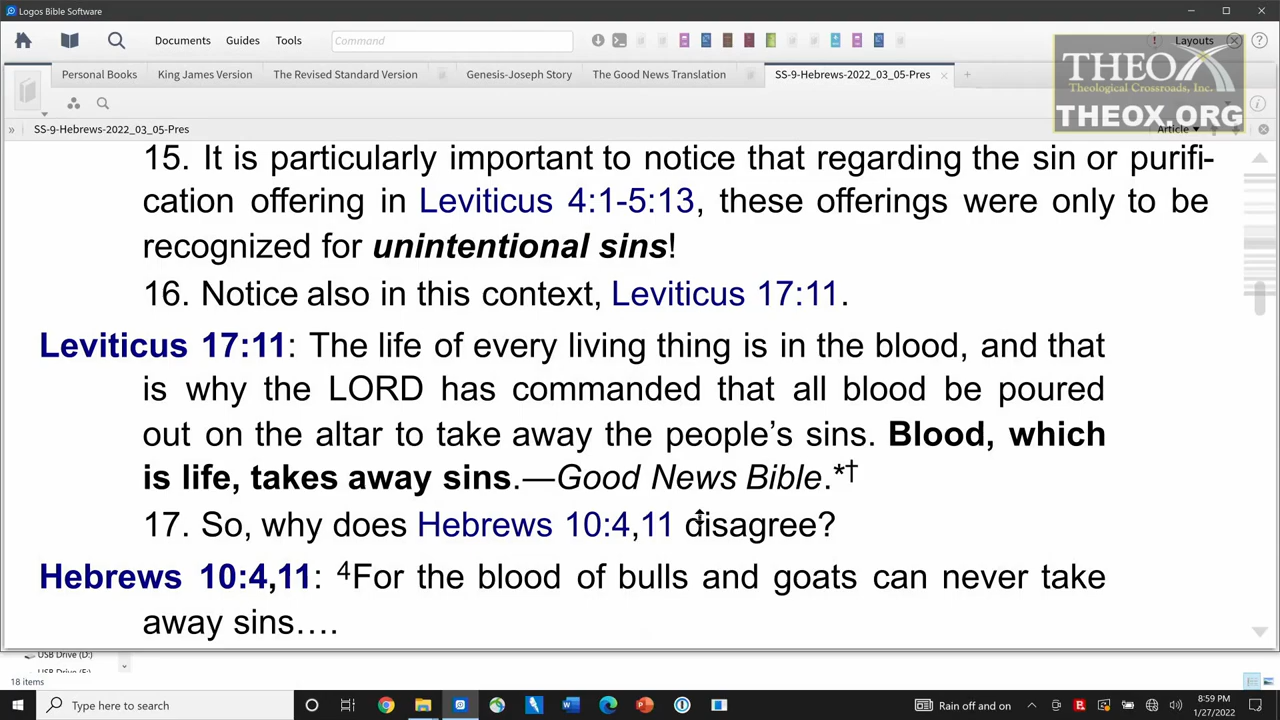 Logos Bible Software
Documents Guides Tools Command Layouts
THEOX
Theological Crossroads, Inc.
THEOX.ORG
Personal Books King James Version The Revised Standard Version Genesis-Joseph Story The Good News Translation SS-9-Hebrews-2022_03_05-Pres
SS-9-Hebrews-2022_03_05-Pres Article
15. It is particularly important to notice that regarding the sin or purifi-
cation offering in Leviticus 4:1-5:13, these offerings were only to be
recognized for unintentional sins!
16. Notice also in this context, Leviticus 17:11.
Leviticus 17:11: The life of every living thing is in the blood, and that
is why the LORD has commanded that all blood be poured
out on the altar to take away the people’s sins. Blood, which
is life, takes away sins.—Good News Bible.*†
17. So, why does Hebrews 10:4,11 disagree?
Hebrews 10:4,11: ⁴For the blood of bulls and goats can never take
away sins….
USB Drive (D:)
18 items
Type here to search Rain off and on 8:59 PM
1/27/2022